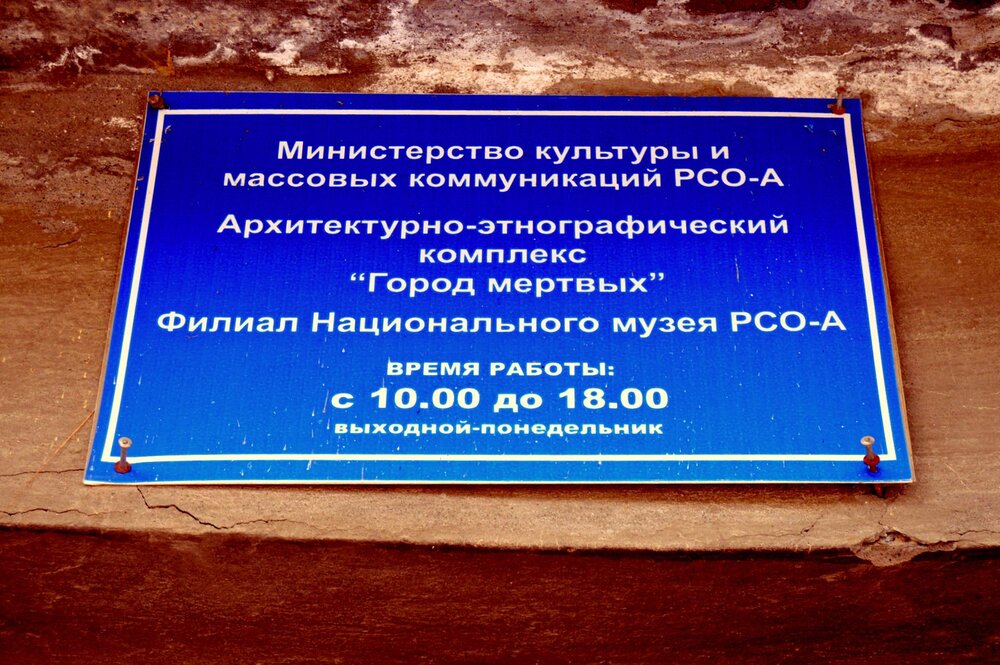 Министерство культуры и
массовых коммуникаций РСО-А
Архитектурно-этнографический
комплекс
“Город мертвых”
Филиал Национального музея РСО-А
ВРЕМЯ РАБОТЫ:
с 10.00 до 18.00
выходной-понедельник